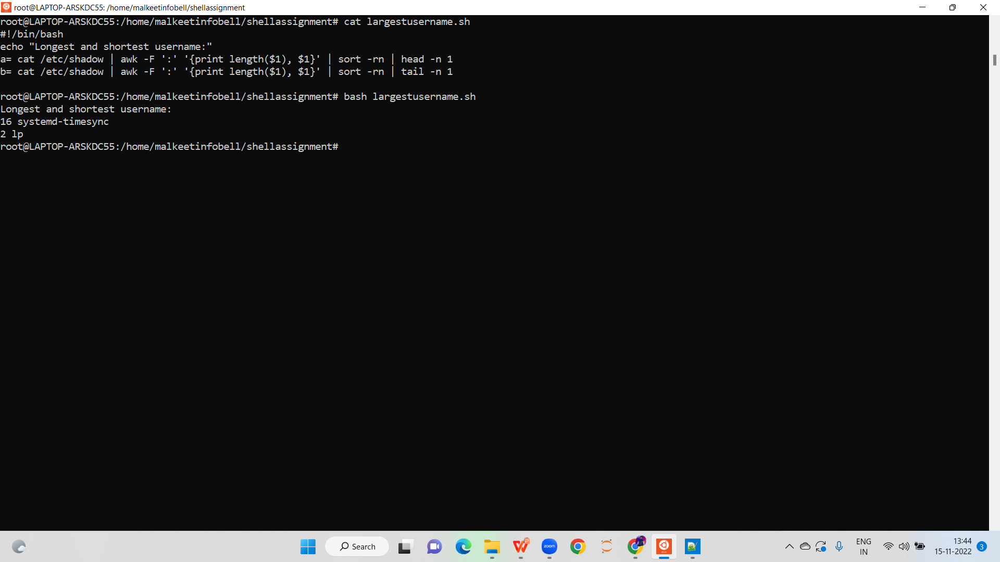 root@LAPTOP-ARSKDC55: /home/malkeetinfobell/shellassignment
root@LAPTOP-ARSKDC55:/home/malkeetinfobell/shellassignment# cat largestusername.sh
#!/bin/bash
echo "Longest and shortest username:"
a= cat /etc/shadow | awk -F ':' '{print length($1), $1}' | sort -rn | head -n 1
b= cat /etc/shadow | awk -F ':' '{print length($1), $1}' | sort -rn | tail -n 1
root@LAPTOP-ARSKDC55:/home/malkeetinfobell/shellassignment# bash largestusername.sh
Longest and shortest username:
16 systemd-timesync
2 lp
root@LAPTOP-ARSKDC55:/home/malkeetinfobell/shellassignment#
Search
zoom
ENG
IN
13:44
15-11-2022
3